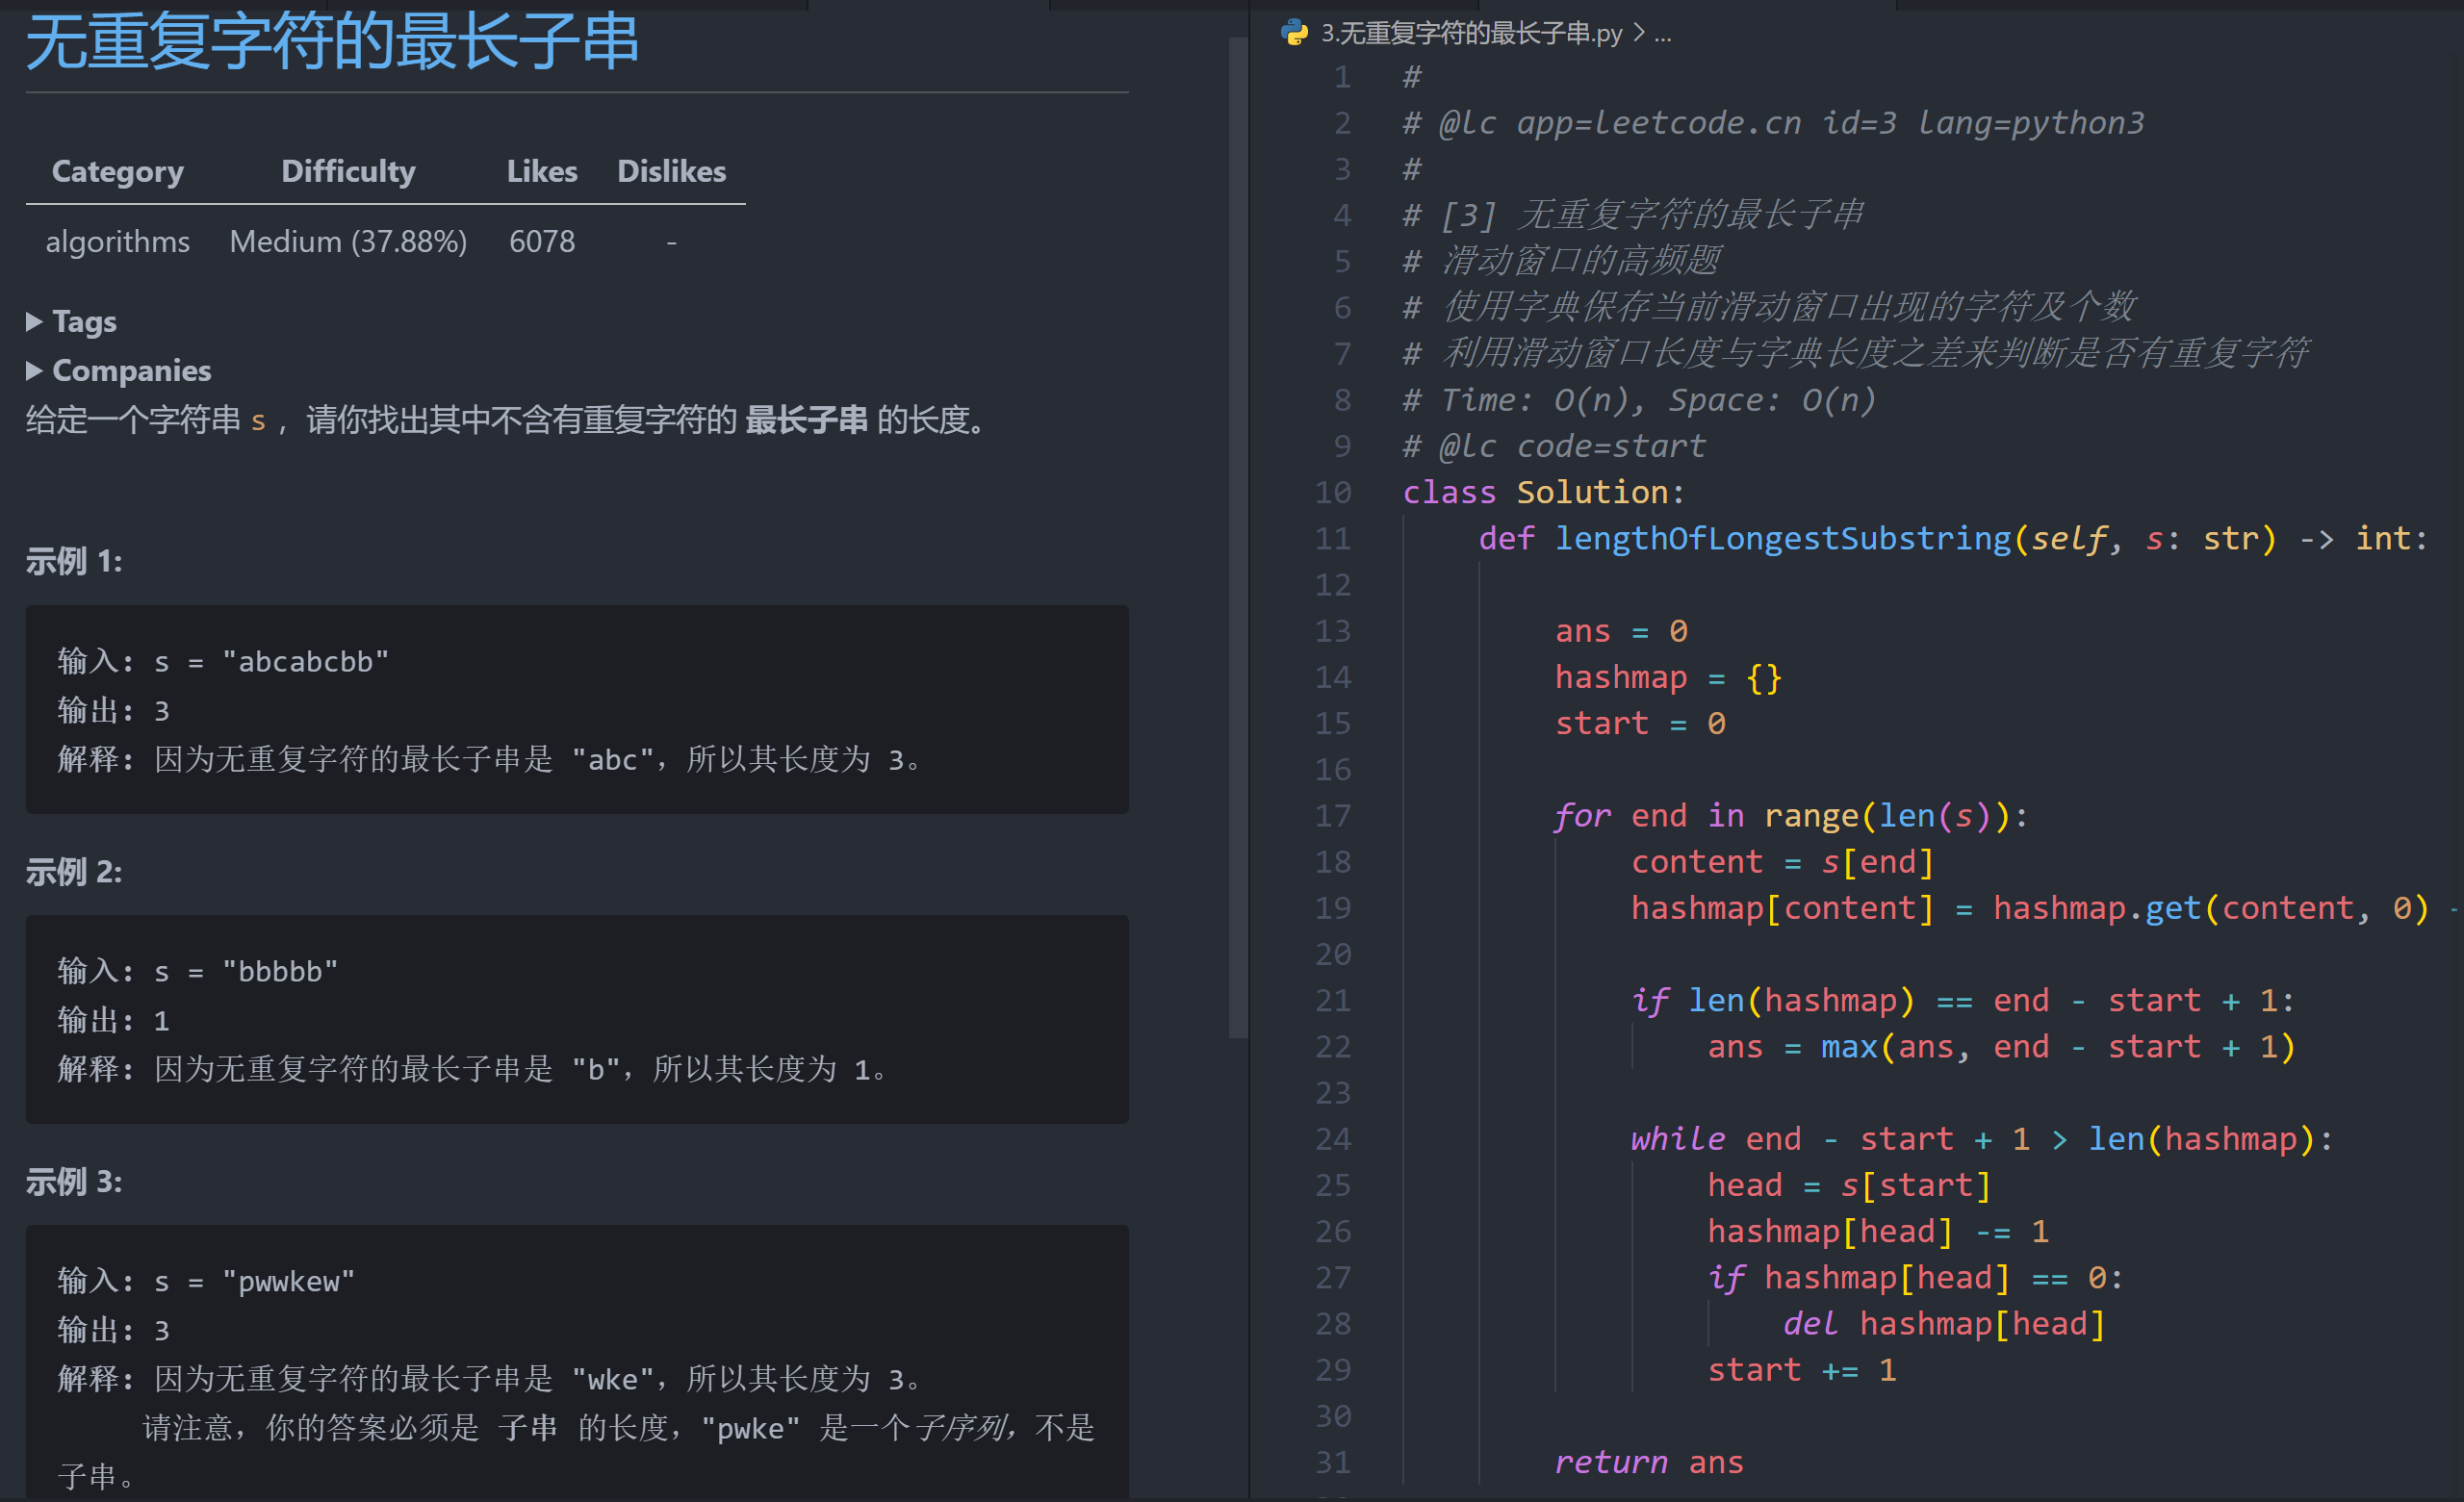 无重复字符的最长子串
Category Difficulty Likes Dislikes
algorithms Medium (37.88%) 6078 -
Tags
Companies
给定一个字符串 s ，请你找出其中不含有重复字符的 最长子串 的长度。
示例 1:
输入: s = "abcabcbb"
输出: 3
解释: 因为无重复字符的最长子串是 "abc"，所以其长度为 3。
示例 2:
输入: s = "bbbbb"
输出: 1
解释: 因为无重复字符的最长子串是 "b"，所以其长度为 1。
示例 3:
输入: s = "pwwkew"
输出: 3
解释: 因为无重复字符的最长子串是 "wke"，所以其长度为 3。
请注意，你的答案必须是 子串 的长度，"pwke" 是一个子序列，不是
子串。
3.无重复字符的最长子串.py > ...
1 #
2 # @lc app=leetcode.cn id=3 lang=python3
3 #
4 # [3] 无重复字符的最长子串
5 # 滑动窗口的高频题
6 # 使用字典保存当前滑动窗口出现的字符及个数
7 # 利用滑动窗口长度与字典长度之差来判断是否有重复字符
8 # Time: O(n), Space: O(n)
9 # @lc code=start
10 class Solution:
11 def lengthOfLongestSubstring(self, s: str) -> int:
12
13 ans = 0
14 hashmap = {}
15 start = 0
16
17 for end in range(len(s)):
18 content = s[end]
19 hashmap[content] = hashmap.get(content, 0)
20
21 if len(hashmap) == end - start + 1:
22 ans = max(ans, end - start + 1)
23
24 while end - start + 1 > len(hashmap):
25 head = s[start]
26 hashmap[head] -= 1
27 if hashmap[head] == 0:
28 del hashmap[head]
29 start += 1
30
31 return ans